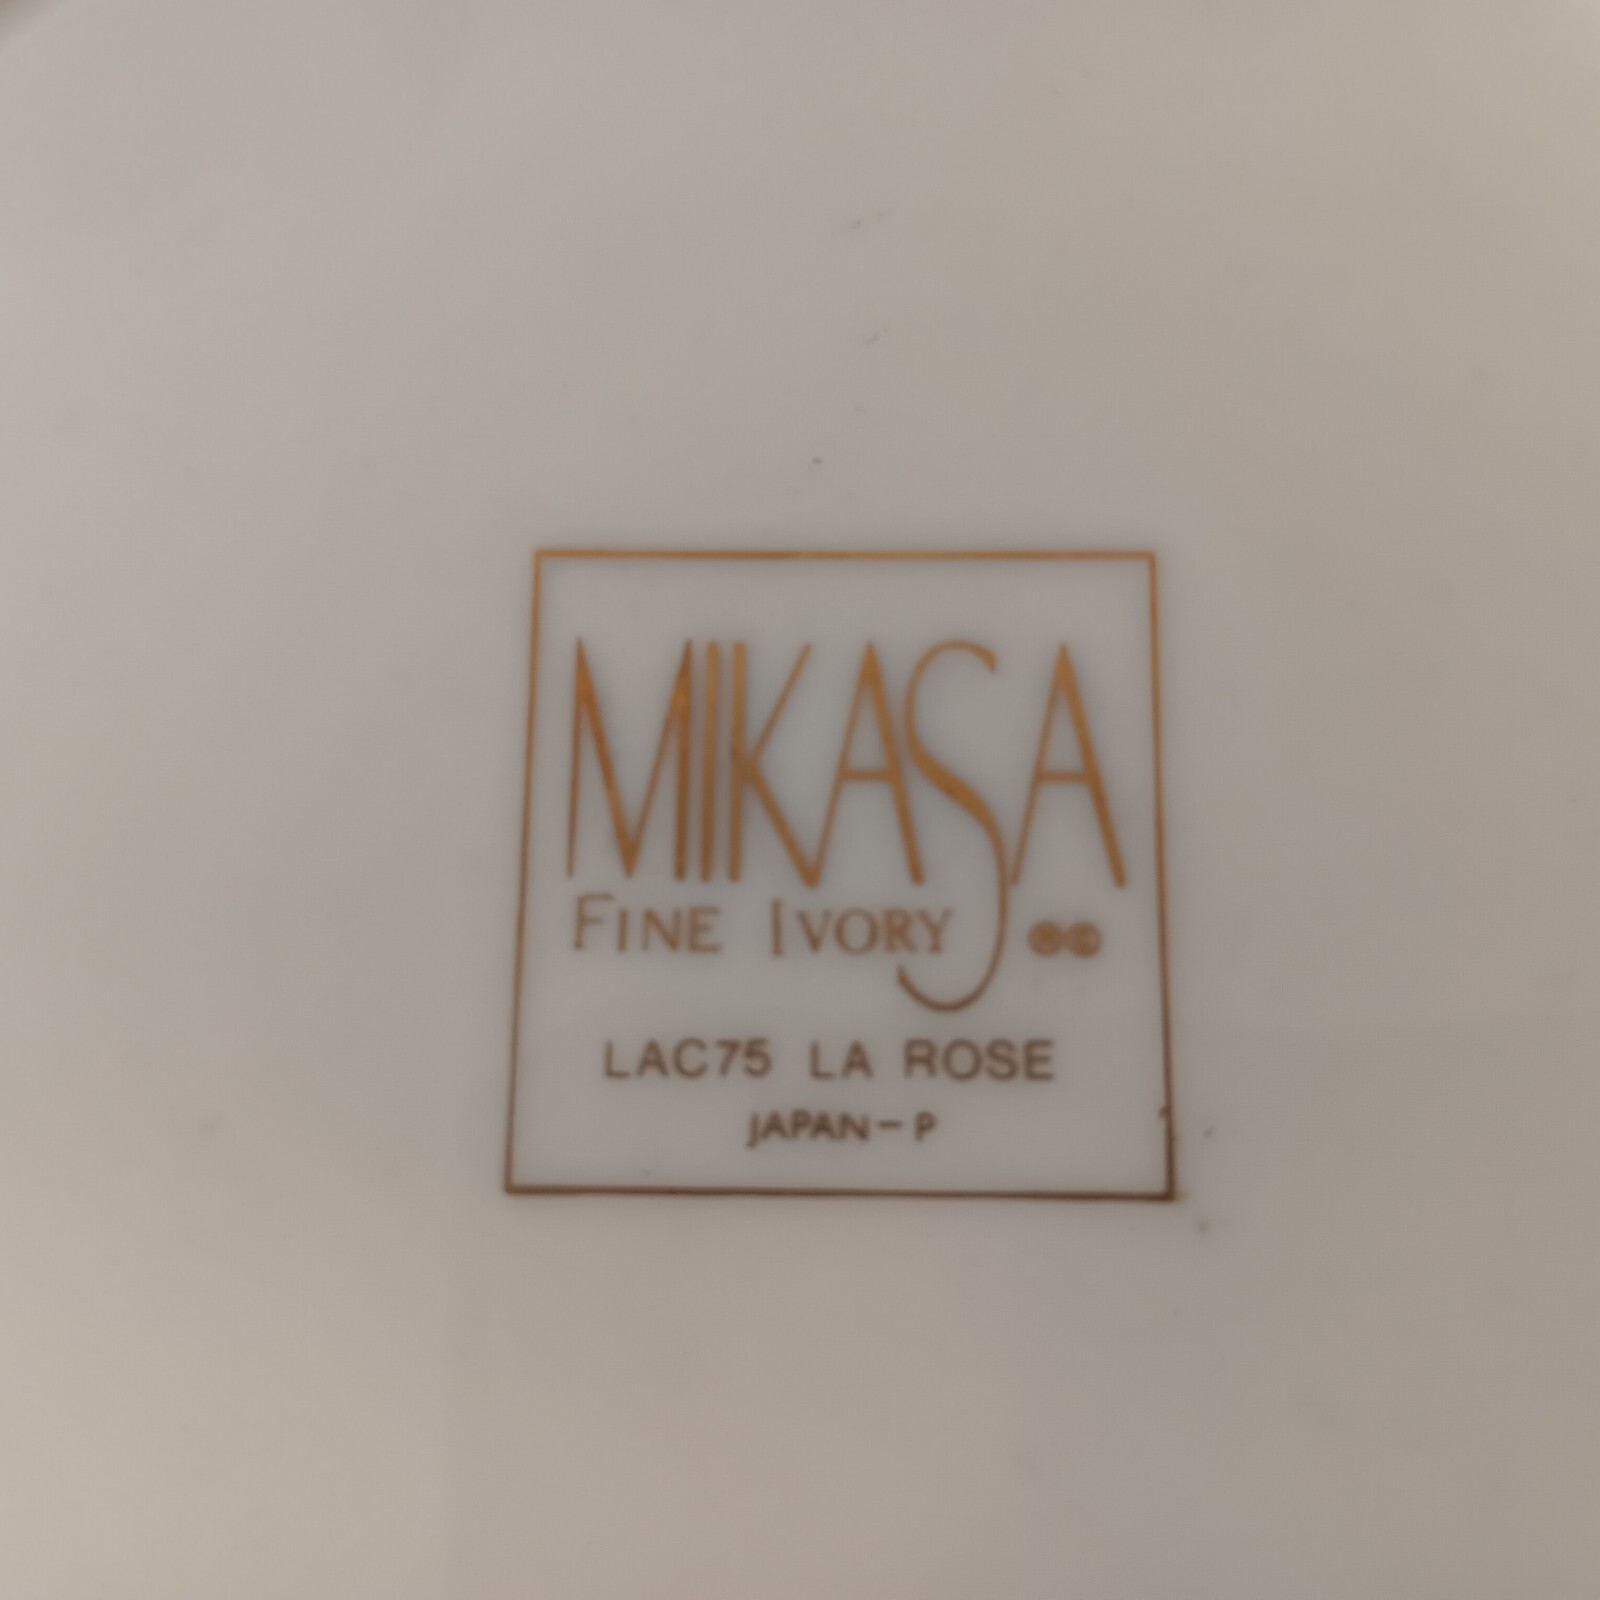 MIKASA
FINE IVORY ®©
LAC75 LA ROSE
JAPAN-P